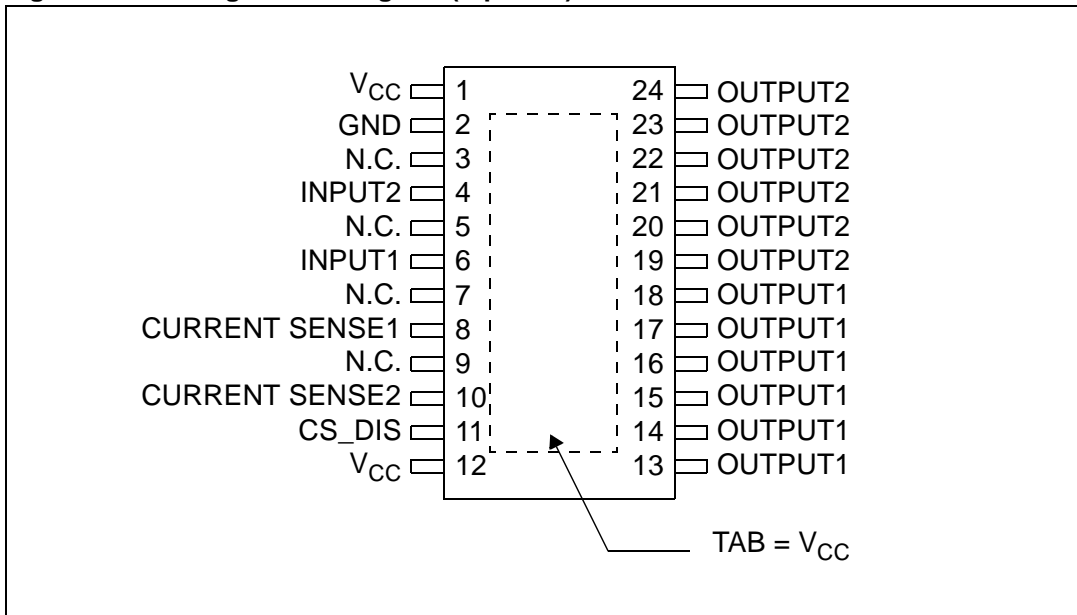 VCC 1 24 OUTPUT2
GND 2 23 OUTPUT2
N.C. 3 22 OUTPUT2
INPUT2 4 21 OUTPUT2
N.C. 5 20 OUTPUT2
INPUT1 6 19 OUTPUT2
N.C. 7 18 OUTPUT1
CURRENT SENSE1 8 17 OUTPUT1
N.C. 9 16 OUTPUT1
CURRENT SENSE2 10 15 OUTPUT1
CS_DIS 11 14 OUTPUT1
VCC 12 13 OUTPUT1
TAB = VCC